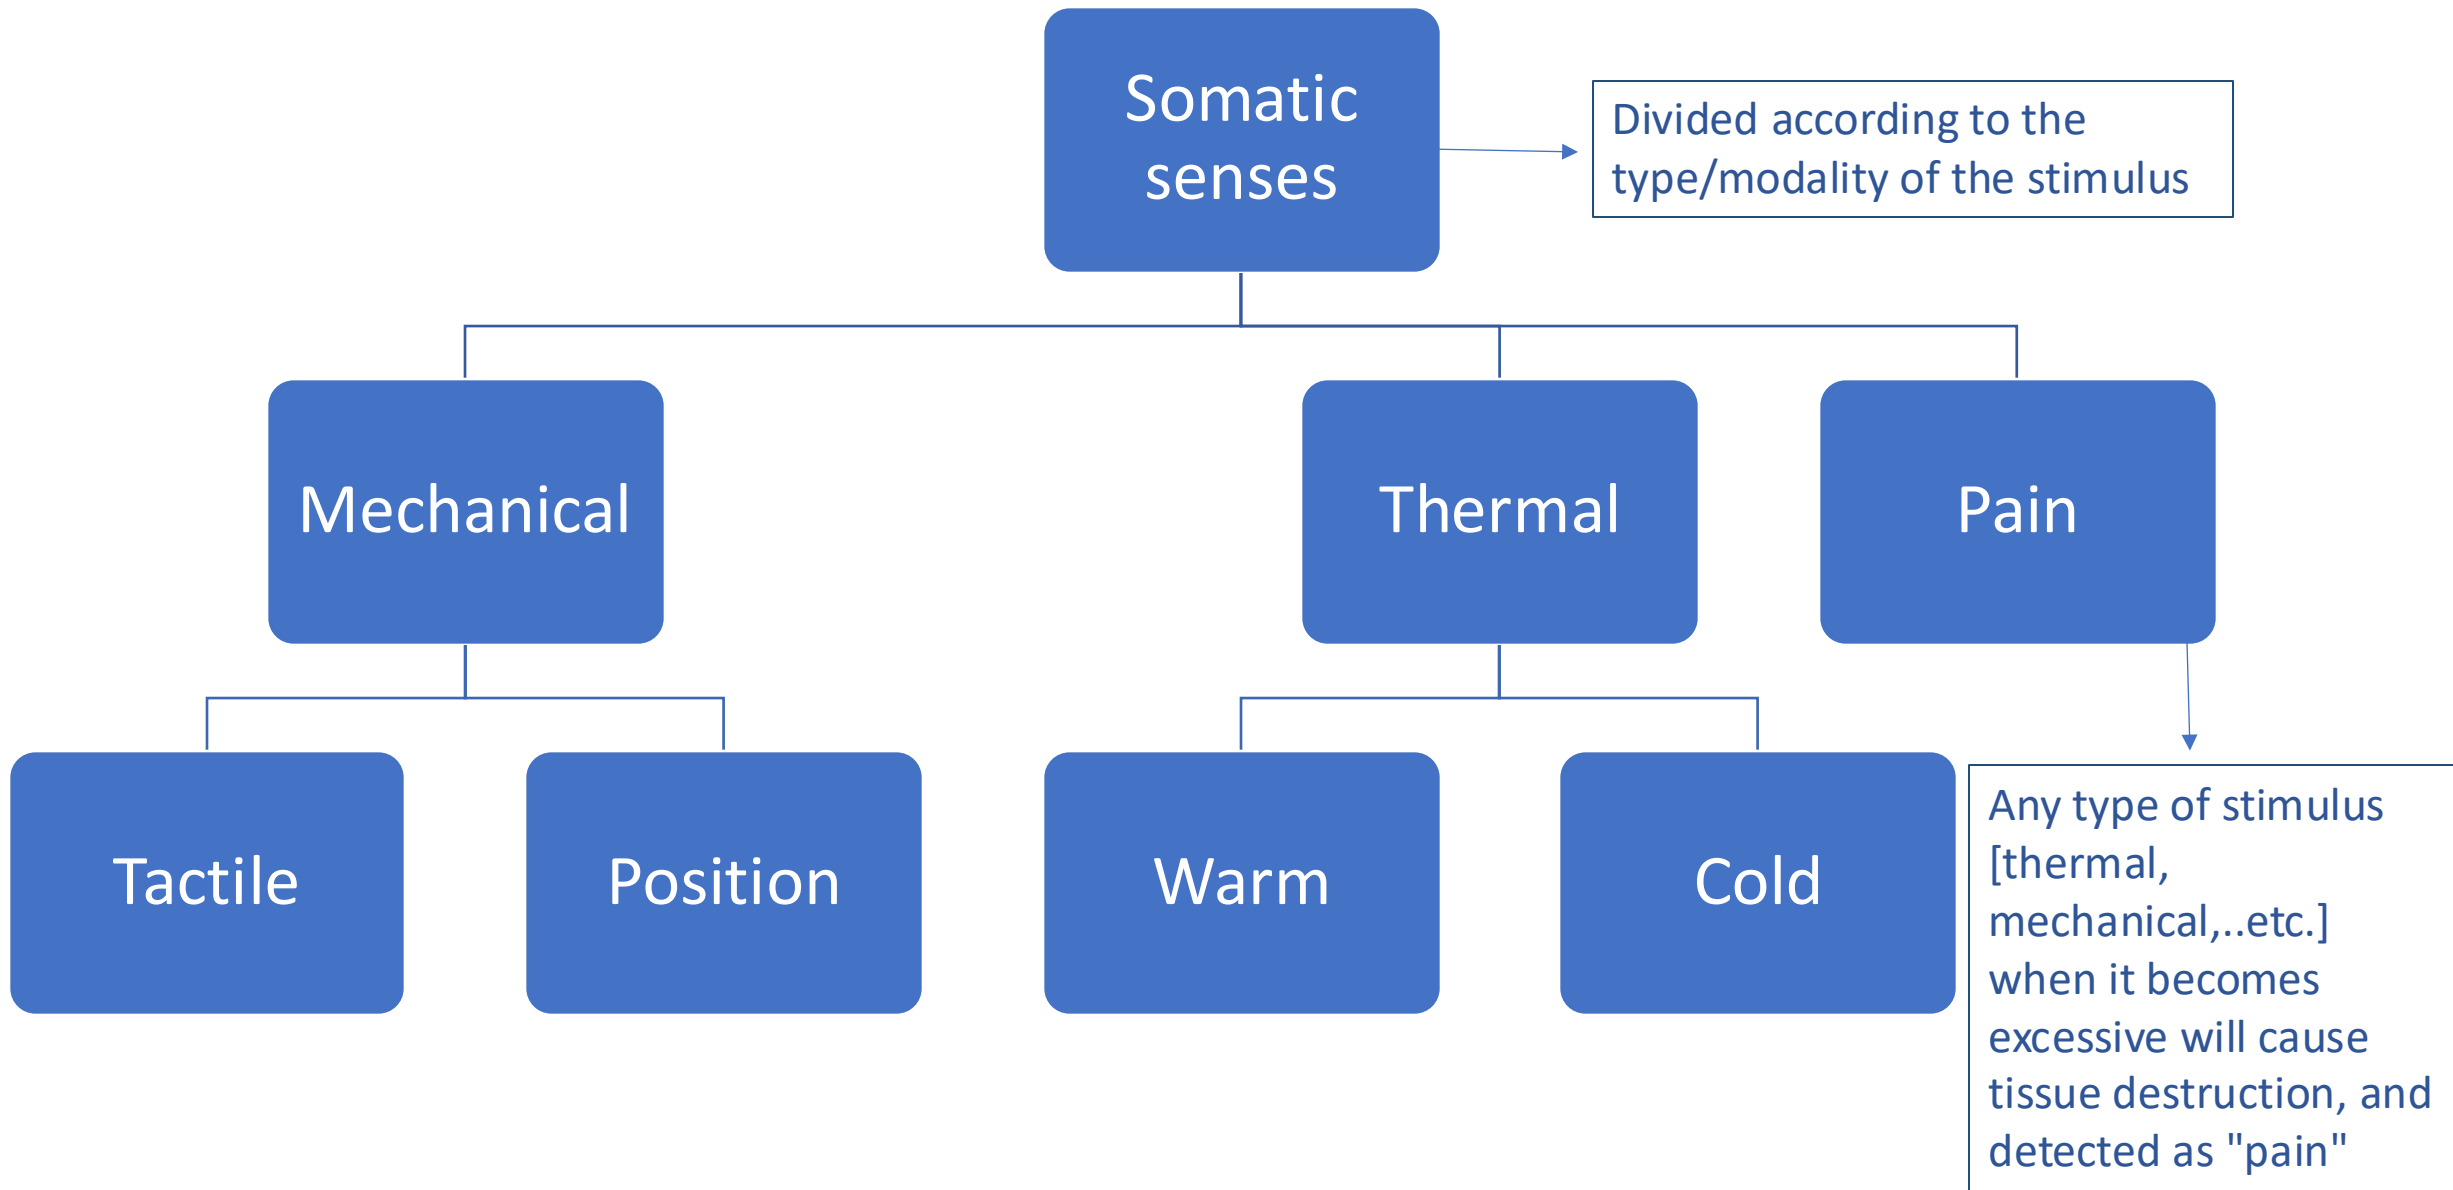 Somatic
senses
Divided according to the
type/modality of the stimulus
Mechanical
Thermal
Pain
Tactile
Position
Warm
Cold
Any type of stimulus
[thermal,
mechanical,..etc.]
when it becomes
excessive will cause
tissue destruction, and
detected as "pain"